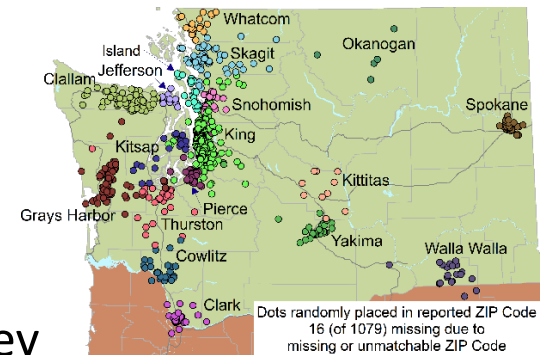 Whatcom
Island
Skagit
Okanogan
Jefferson
Clallam
Snohomish
Spokane
King
Kitsap
Kittitas
Grays Harbor
Pierce
Thurston
Yakima
Walla Walla
Cowlitz
Clark
Dots randomly placed in reported ZIP Code
16 (of 1079) missing due to
missing or unmatchable ZIP Code
ey